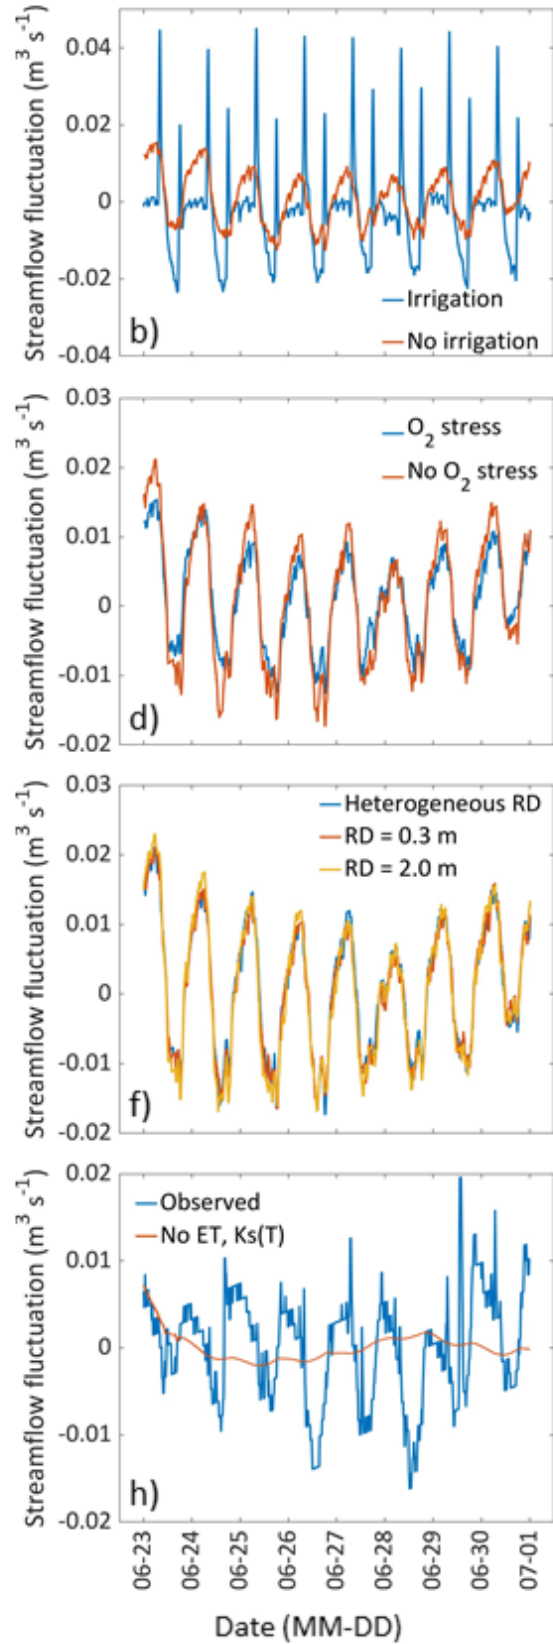 Streamflow fluctuation (m³ s⁻¹)
0.04
0.02
0
-0.02
-0.04
b)
Irrigation
No irrigation
Streamflow fluctuation (m³ s⁻¹)
0.03
0.02
0.01
0
-0.01
-0.02
d)
O₂ stress
No O₂ stress
Streamflow fluctuation (m³ s⁻¹)
0.03
0.02
0.01
0
-0.01
-0.02
f)
Heterogeneous RD
RD = 0.3 m
RD = 2.0 m
Streamflow fluctuation (m³ s⁻¹)
0.02
0.01
0
-0.01
-0.02
h)
Observed
No ET, Ks(T)
06-23
06-24
06-25
06-26
06-27
06-28
06-29
06-30
07-01
Date (MM-DD)